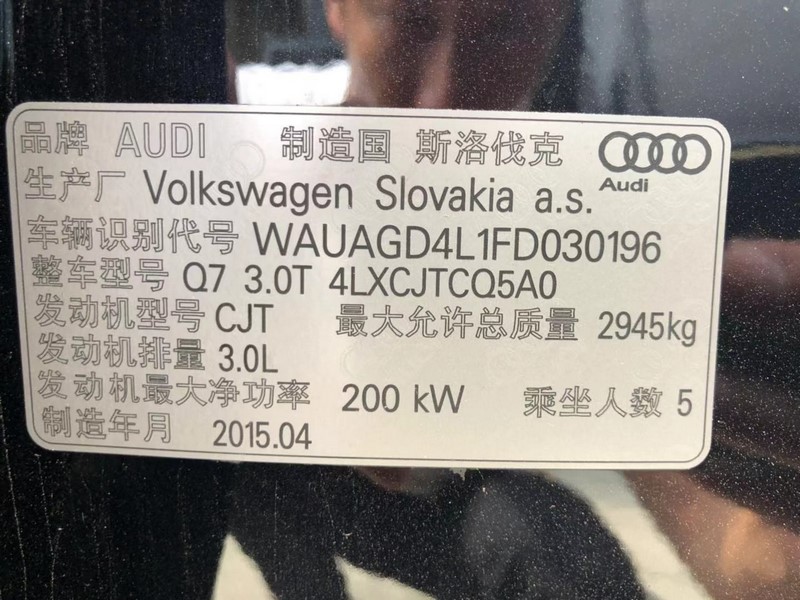 品牌 AUDI 制造国 斯洛伐克
Audi
生产厂 Volkswagen Slovakia a.s.
车辆识别代号 WAUAGD4L1FD030196
整车型号 Q7 3.0T 4LXCJTCQ5A0
发动机型号 CJT 最大允许总质量 2945kg
发动机排量 3.0L
发动机最大净功率 200 kW 乘坐人数 5
制造年月 2015.04